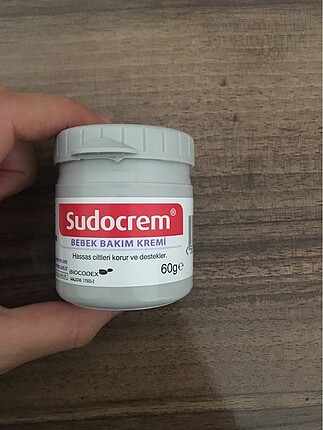 Sudocrem®
BEBEK BAKIM KREMİ
Hassas ciltleri korur ve destekler.
BIOCODEX
60g e